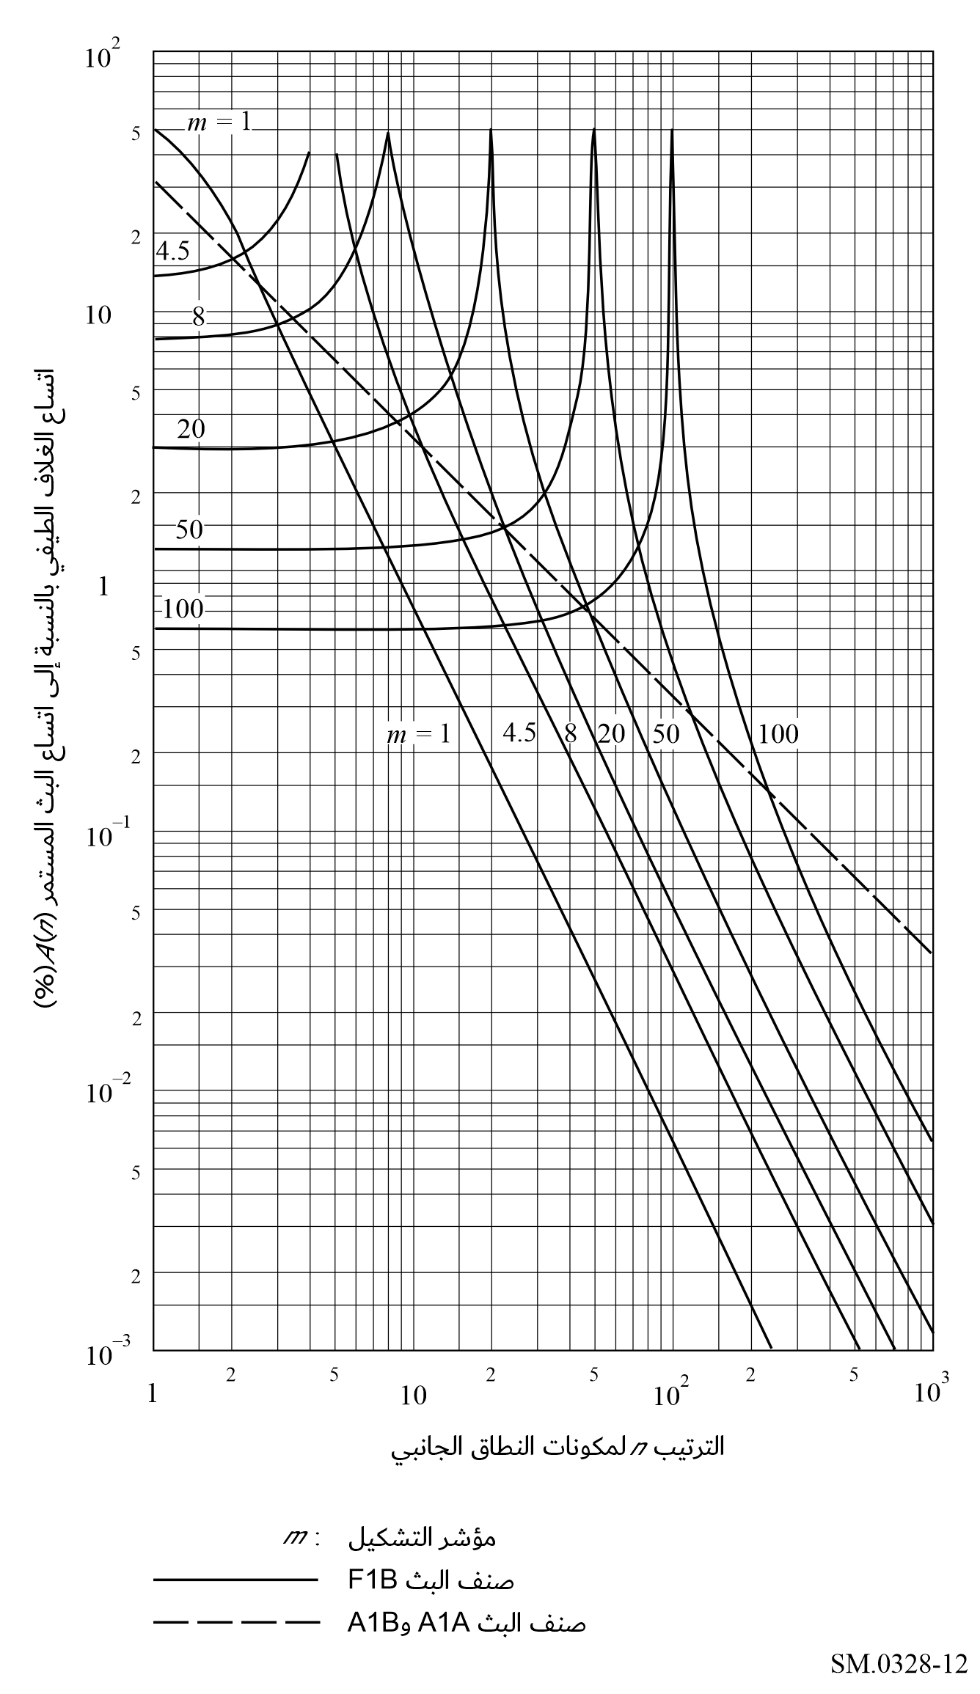 10²
5
2
10
5
2
1
5
2
10⁻¹
5
2
10⁻²
5
2
10⁻³
اتساع الغلاف الطيفي بالنسبة إلى اتساع البث المستمر A(n)(%)
m = 1
4.5
8
20
50
100
m = 1 4.5 8 20 50 100
1 2 5 10 2 5 10² 2 5 10³
الترتيب n لمكونات النطاق الجانبي
m : مؤشر التشكيل
صنف البث F1B
صنف البث A1A وA1B
SM.0328-12